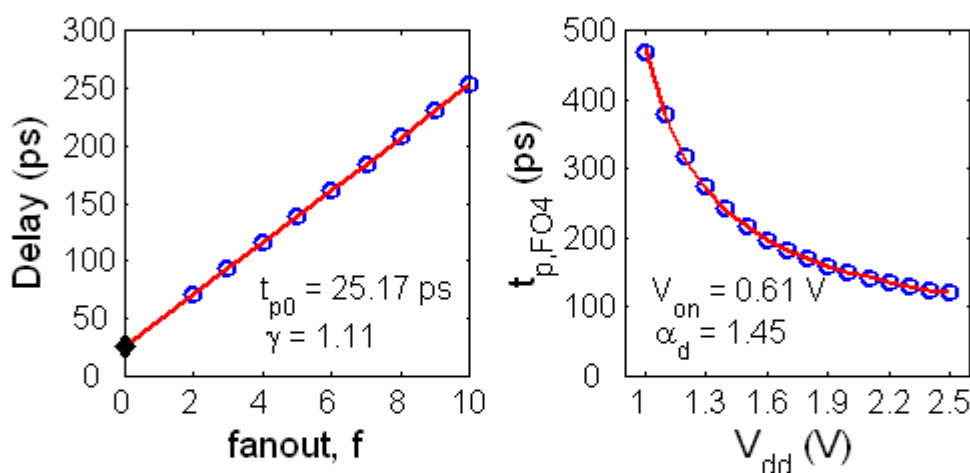 Delay (ps)
300
250
200
150
100
50
0
t_p0 = 25.17 ps
γ = 1.11
0 2 4 6 8 10
fanout, f
t_p,FO4 (ps)
500
400
300
200
100
0
V_on = 0.61 V
α_d = 1.45
1 1.3 1.6 1.9 2.2 2.5
V_dd (V)